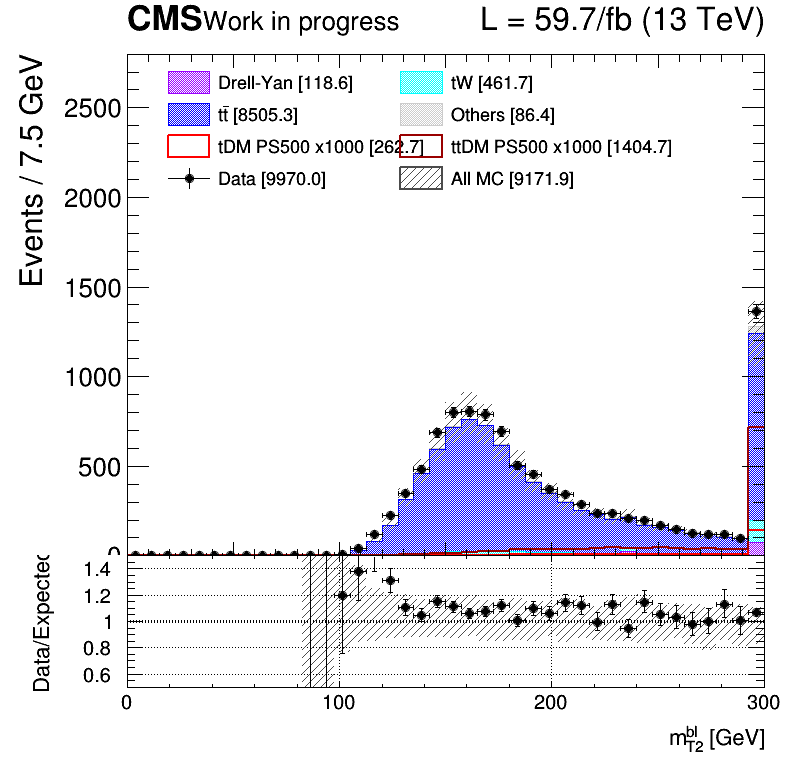 CMS Work in progress L = 59.7/fb (13 TeV)
Events / 7.5 GeV
Drell-Yan [118.6] tW [461.7]
tt̄ [8505.3] Others [86.4]
tDM PS500 x1000 [262.7] ttDM PS500 x1000 [1404.7]
Data [9970.0] All MC [9171.9]
2500
2000
1500
1000
500
0
Data/Expected
1.4
1.2
1
0.8
0.6
0 100 200 300
m_{T2}^{bl} [GeV]